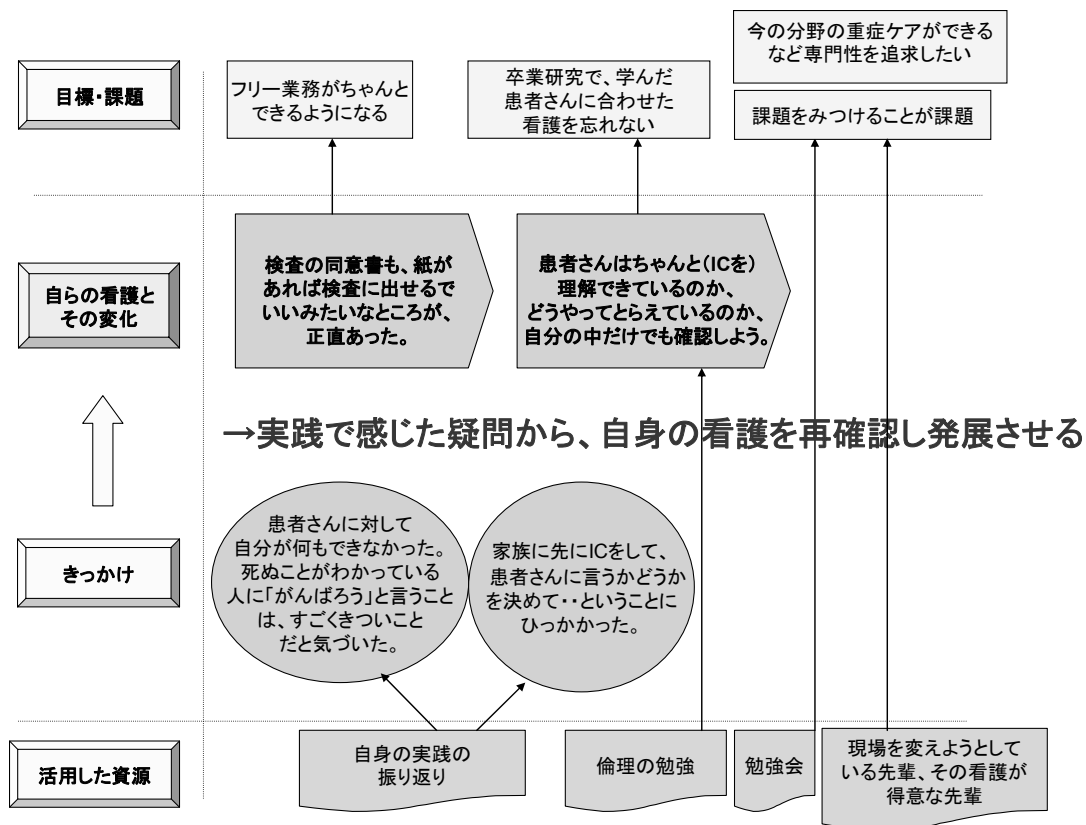 目標・課題
フリー業務がちゃんと
できるようになる
卒業研究で、学んだ
患者さんに合わせた
看護を忘れない
今の分野の重症ケアができる
など専門性を追求したい
課題をみつけることが課題
自らの看護と
その変化
検査の同意書も、紙が
あれば検査に出せるで
いいみたいなところが、
正直あった。
患者さんはちゃんと(ICを)
理解できているのか、
どうやってとらえているのか、
自分の中だけでも確認しよう。
→実践で感じた疑問から、自身の看護を再確認し発展させる
きっかけ
患者さんに対して
自分が何もできなかった。
死ぬことがわかっている
人に「がんばろう」と言うこと
は、すごくきついこと
だと気づいた。
家族に先にICをして、
患者さんに言うかどうか
を決めて・・ということに
ひっかかった。
活用した資源
自身の実践の
振り返り
倫理の勉強
勉強会
現場を変えようとして
いる先輩、その看護が
得意な先輩